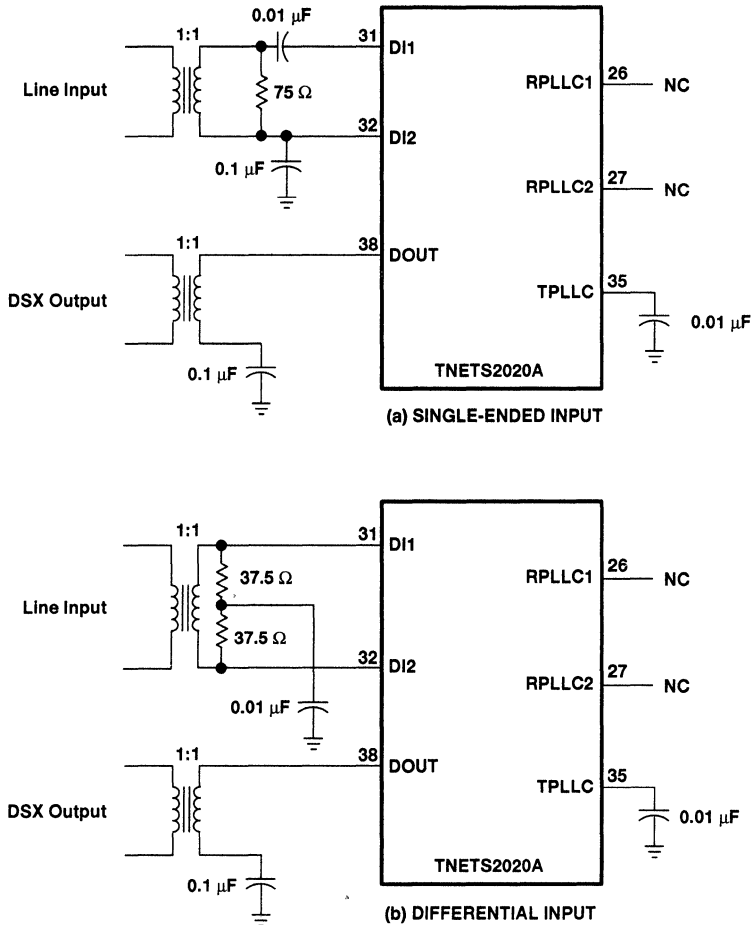 0.01 µF
1:1
31
DI1
RPLLC1
26
NC
Line Input
75 Ω
32
DI2
0.1 µF
RPLLC2
27
NC
1:1
38
DOUT
TPLLC
35
DSX Output
0.01 µF
0.1 µF
TNETS2020A
(a) SINGLE-ENDED INPUT
1:1
31
DI1
RPLLC1
26
NC
37.5 Ω
Line Input
37.5 Ω
32
DI2
RPLLC2
27
NC
0.01 µF
1:1
38
DOUT
TPLLC
35
DSX Output
0.01 µF
TNETS2020A
0.1 µF
(b) DIFFERENTIAL INPUT